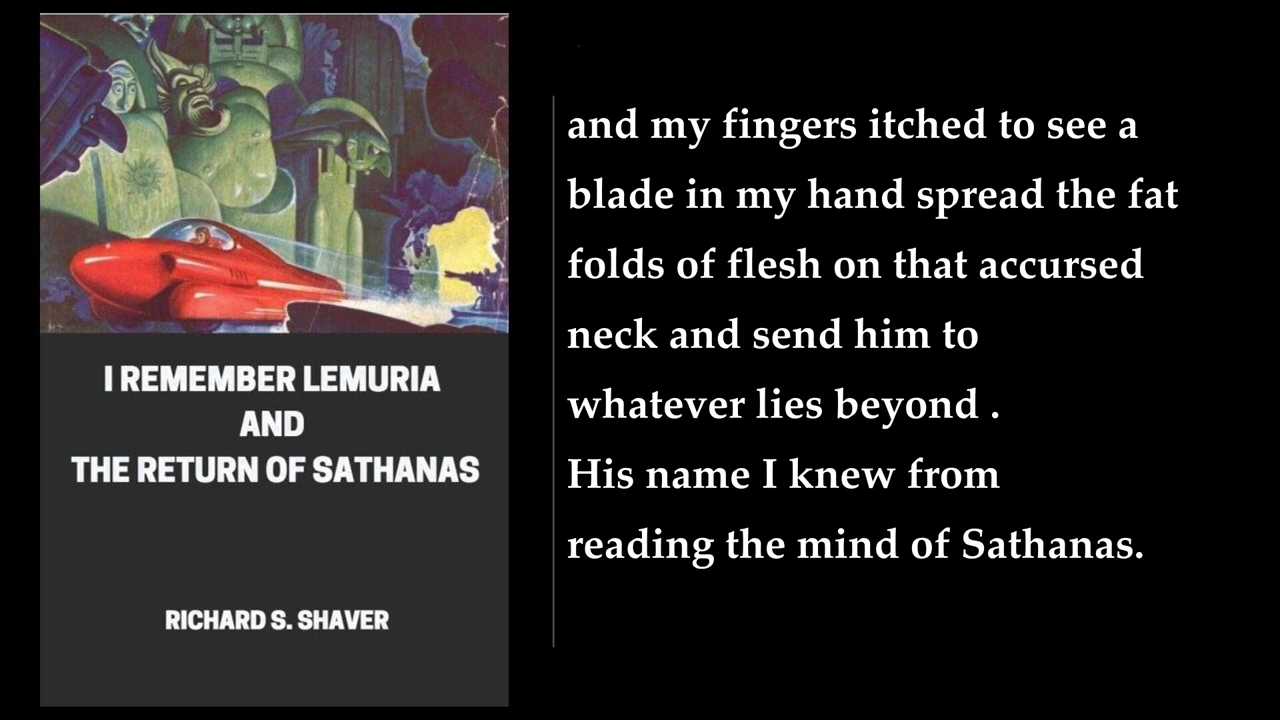 I REMEMBER LEMURIA
AND
THE RETURN OF SATHANAS
RICHARD S. SHAVER
and my fingers itched to see a
blade in my hand spread the fat
folds of flesh on that accursed
neck and send him to
whatever lies beyond .
His name I knew from
reading the mind of Sathanas.